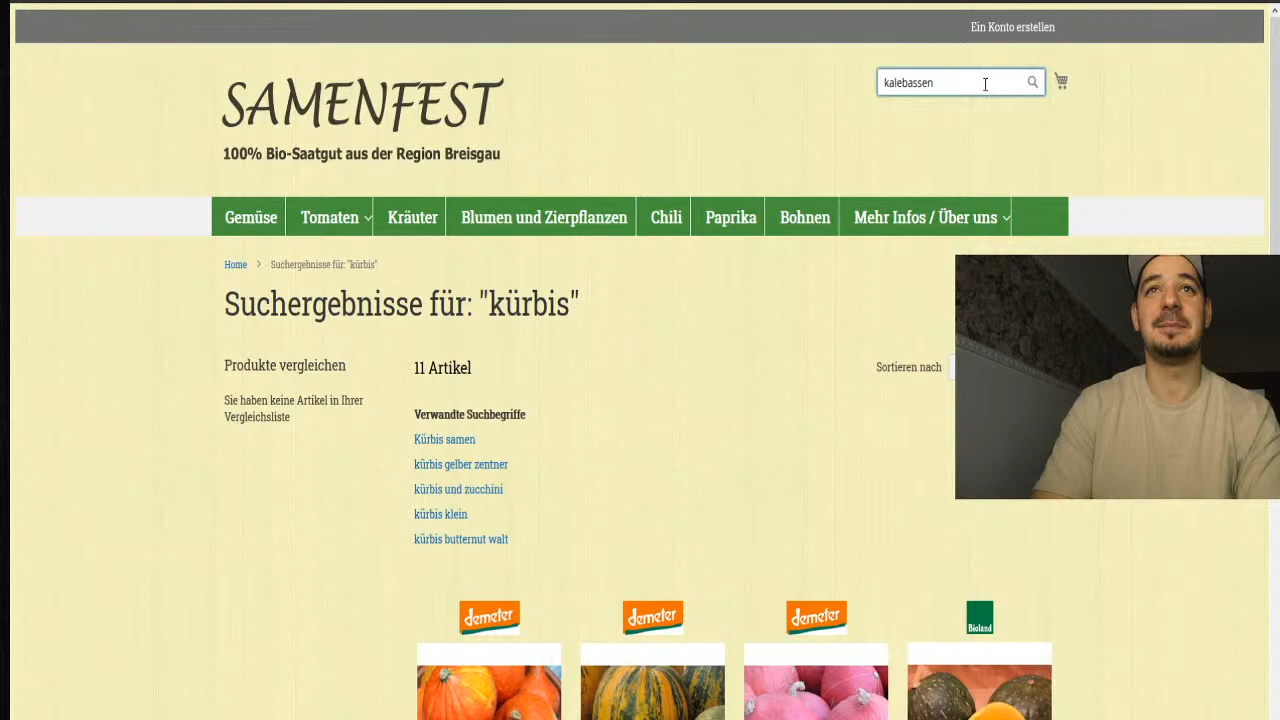 Ein Konto erstellen
kalebassen
SAMENFEST
100% Bio-Saatgut aus der Region Breisgau
Gemüse Tomaten Kräuter Blumen und Zierpflanzen Chili Paprika Bohnen Mehr Infos / Über uns
Home > Suchergebnisse für: "kürbis"
Suchergebnisse für: "kürbis"
Produkte vergleichen
Sie haben keine Artikel in Ihrer
Vergleichsliste
11 Artikel
Sortieren nach
Verwandte Suchbegriffe
Kürbis samen
kürbis gelber zentner
kürbis und zucchini
kürbis klein
kürbis butternut walt
demeter demeter demeter Bioland